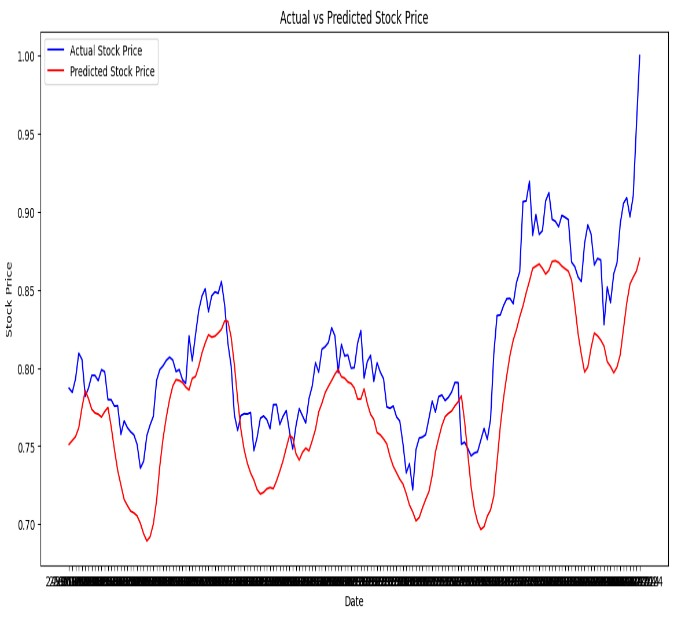 Actual vs Predicted Stock Price
Actual Stock Price
Predicted Stock Price
Stock Price
1.00
0.95
0.90
0.85
0.80
0.75
0.70
Date